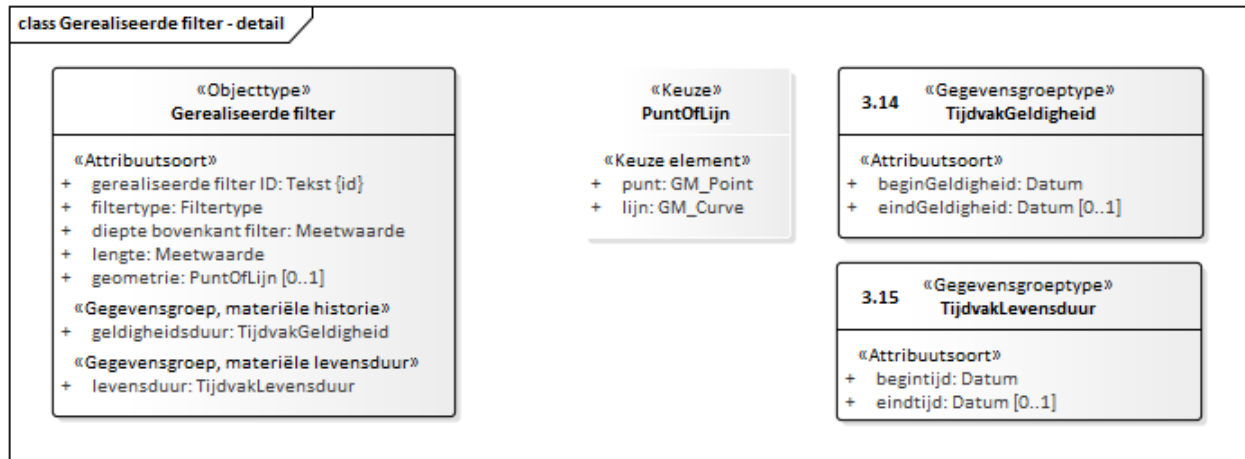 class Gerealiseerde filter - detail
«Objecttype»
Gerealiseerde filter
«Attribuutsoort»
+ gerealiseerde filter ID: Tekst {id}
+ filtertype: Filtertype
+ diepte bovenkant filter: Meetwaarde
+ lengte: Meetwaarde
+ geometrie: PuntOfLijn [0..1]
«Gegevensgroep, materiële historie»
+ geldigheidsduur: TijdvakGeldigheid
«Gegevensgroep, materiële levensduur»
+ levensduur: TijdvakLevensduur
«Keuze»
PuntOfLijn
«Keuze element»
+ punt: GM_Point
+ lijn: GM_Curve
3.14 «Gegevensgroeptype»
TijdvakGeldigheid
«Attribuutsoort»
+ beginGeldigheid: Datum
+ eindGeldigheid: Datum [0..1]
3.15 «Gegevensgroeptype»
TijdvakLevensduur
«Attribuutsoort»
+ begintijd: Datum
+ eindtijd: Datum [0..1]